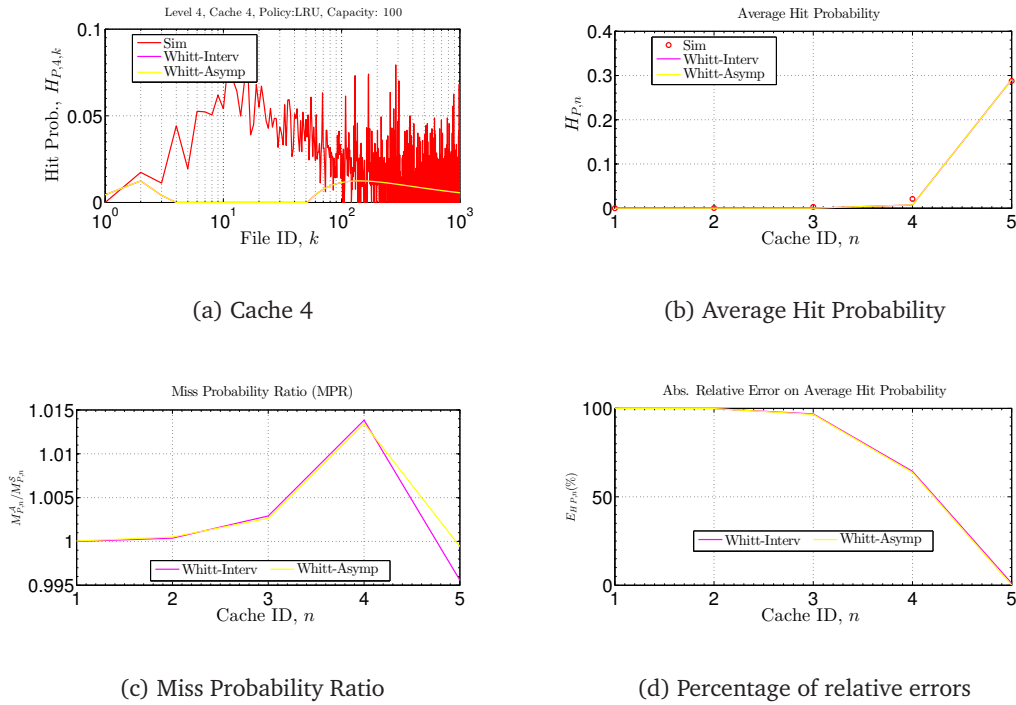 Level 4, Cache 4, Policy:LRU, Capacity: 100
0.1
0.05
0
Hit Prob., H_{P,4,k}
Sim
Whitt-Interv
Whitt-Asymp
10^0 10^1 10^2 10^3
File ID, k
(a) Cache 4
Average Hit Probability
0.4
0.3
0.2
0.1
0
H_{P,n}
Sim
Whitt-Interv
Whitt-Asymp
1 2 3 4 5
Cache ID, n
(b) Average Hit Probability
Miss Probability Ratio (MPR)
1.015
1.01
1.005
1
0.995
M^A_{P,n}/M^S_{P,n}
Whitt-Interv Whitt-Asymp
1 2 3 4 5
Cache ID, n
(c) Miss Probability Ratio
Abs. Relative Error on Average Hit Probability
100
50
0
E_{HP,n}(%)
Whitt-Interv Whitt-Asymp
1 2 3 4 5
Cache ID, n
(d) Percentage of relative errors